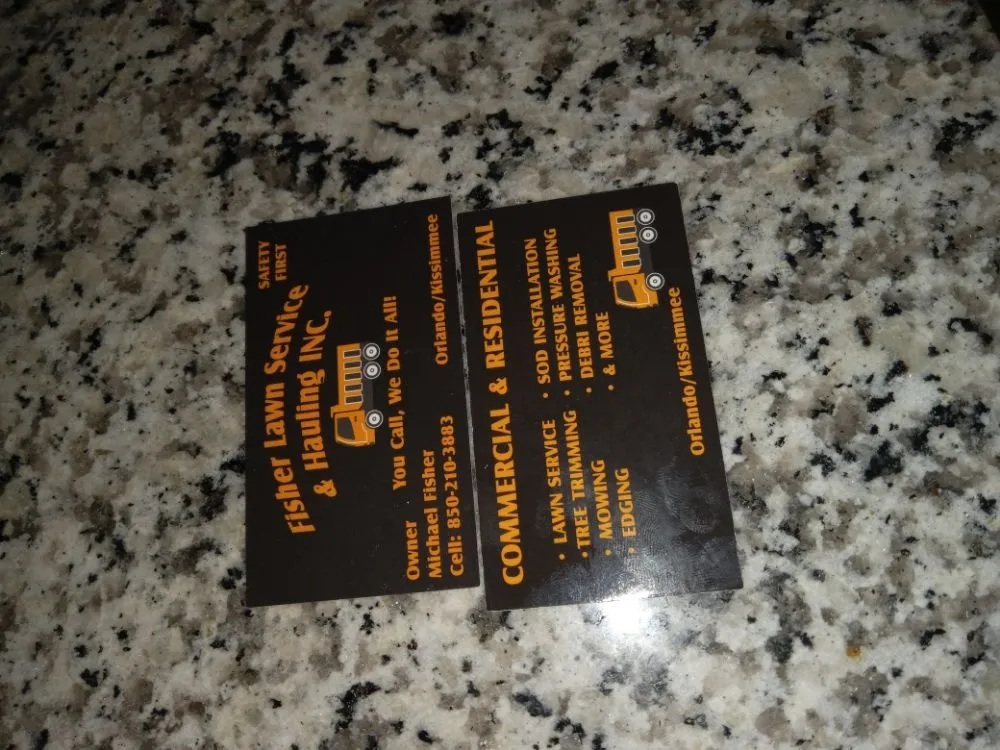 SAFETY
FIRST
Fisher Lawn Service
& Hauling INC.
You Call, We Do It All!
Owner
Michael Fisher
Cell: 850-210-3883
Orlando/Kissimmee
COMMERCIAL & RESIDENTIAL
• LAWN SERVICE
• TREE TRIMMING
• MOWING
• EDGING
• SOD INSTALLATION
• PRESSURE WASHING
• DEBRI REMOVAL
• & MORE
Orlando/Kissimmee